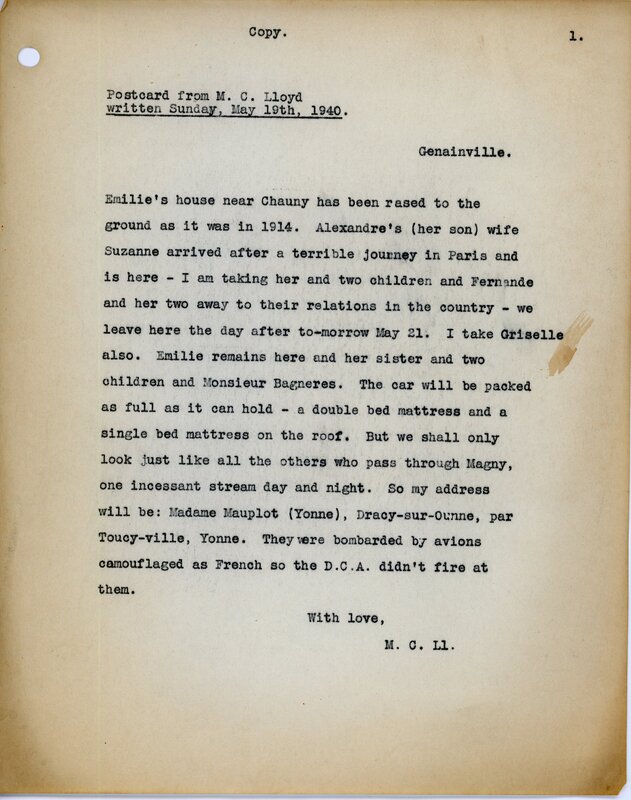 Copy.
1.
Postcard from M. C. Lloyd
written Sunday, May 19th, 1940.
Genainville.
Emilie's house near Chauny has been rased to the
ground as it was in 1914. Alexandre's (her son) wife
Suzanne arrived after a terrible journey in Paris and
is here - I am taking her and two children and Fernande
and her two away to their relations in the country - we
leave here the day after to-morrow May 21. I take Griselle
also. Emilie remains here and her sister and two
children and Monsieur Bagneres. The car will be packed
as full as it can hold - a double bed mattress and a
single bed mattress on the roof. But we shall only
look just like all the others who pass through Magny,
one incessant stream day and night. So my address
will be: Madame Mauplot (Yonne), Dracy-sur-Ounne, par
Toucy-ville, Yonne. They were bombarded by avions
camouflaged as French so the D.C.A. didn't fire at
them.
With love,
M. C. Ll.